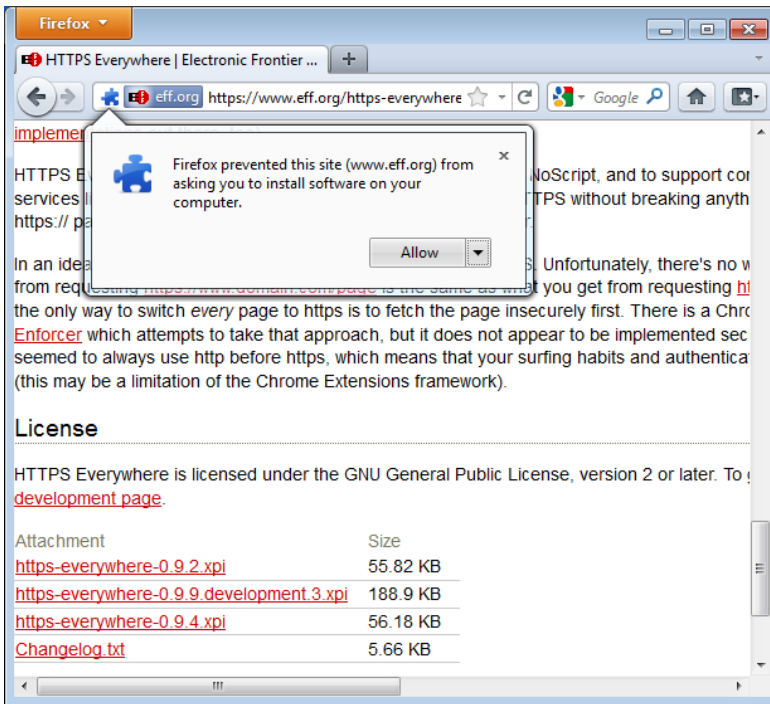 Firefox
HTTPS Everywhere | Electronic Frontier ...
eff.org https://www.eff.org/https-everywhere
Google
Firefox prevented this site (www.eff.org) from
asking you to install software on your
computer.
Allow
implemen
HTTPS E NoScript, and to support cor
services TTPS without breaking anyth
https:// pa
In an idea S. Unfortunately, there's no w
from requesting https://www.domain.com/page is the same as what you get from requesting
the only way to switch every page to https is to fetch the page insecurely first. There is a Chro
Enforcer which attempts to take that approach, but it does not appear to be implemented sec
seemed to always use http before https, which means that your surfing habits and authentica
(this may be a limitation of the Chrome Extensions framework).
License
HTTPS Everywhere is licensed under the GNU General Public License, version 2 or later. To
development page.
Attachment Size
https-everywhere-0.9.2.xpi 55.82 KB
https-everywhere-0.9.9.development.3.xpi 188.9 KB
https-everywhere-0.9.4.xpi 56.18 KB
Changelog.txt 5.66 KB